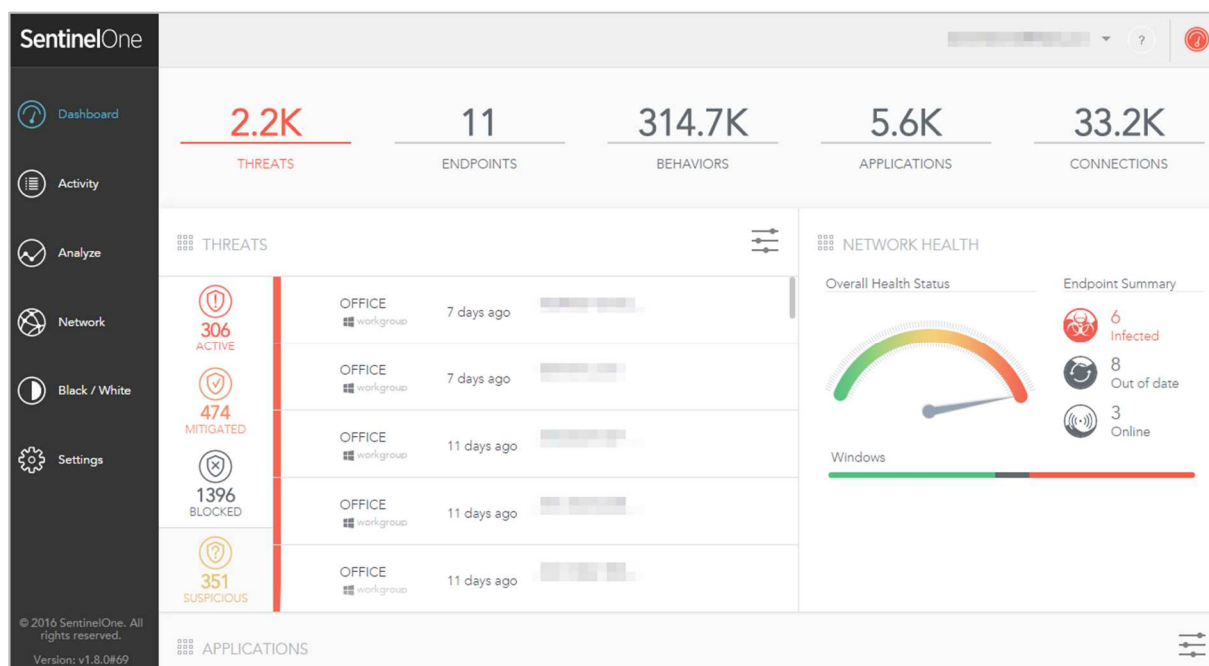 SentinelOne
?
Dashboard
Activity
Analyze
Network
Black / White
Settings
© 2016 SentinelOne. All
rights reserved.
Version: v1.8.0#69
2.2K
THREATS
11
ENDPOINTS
314.7K
BEHAVIORS
5.6K
APPLICATIONS
33.2K
CONNECTIONS
THREATS
306
ACTIVE
474
MITIGATED
1396
BLOCKED
351
SUSPICIOUS
OFFICE 7 days ago
workgroup
OFFICE 7 days ago
workgroup
OFFICE 11 days ago
workgroup
OFFICE 11 days ago
workgroup
OFFICE 11 days ago
workgroup
NETWORK HEALTH
Overall Health Status
Endpoint Summary
6
Infected
8
Out of date
3
Online
Windows
APPLICATIONS